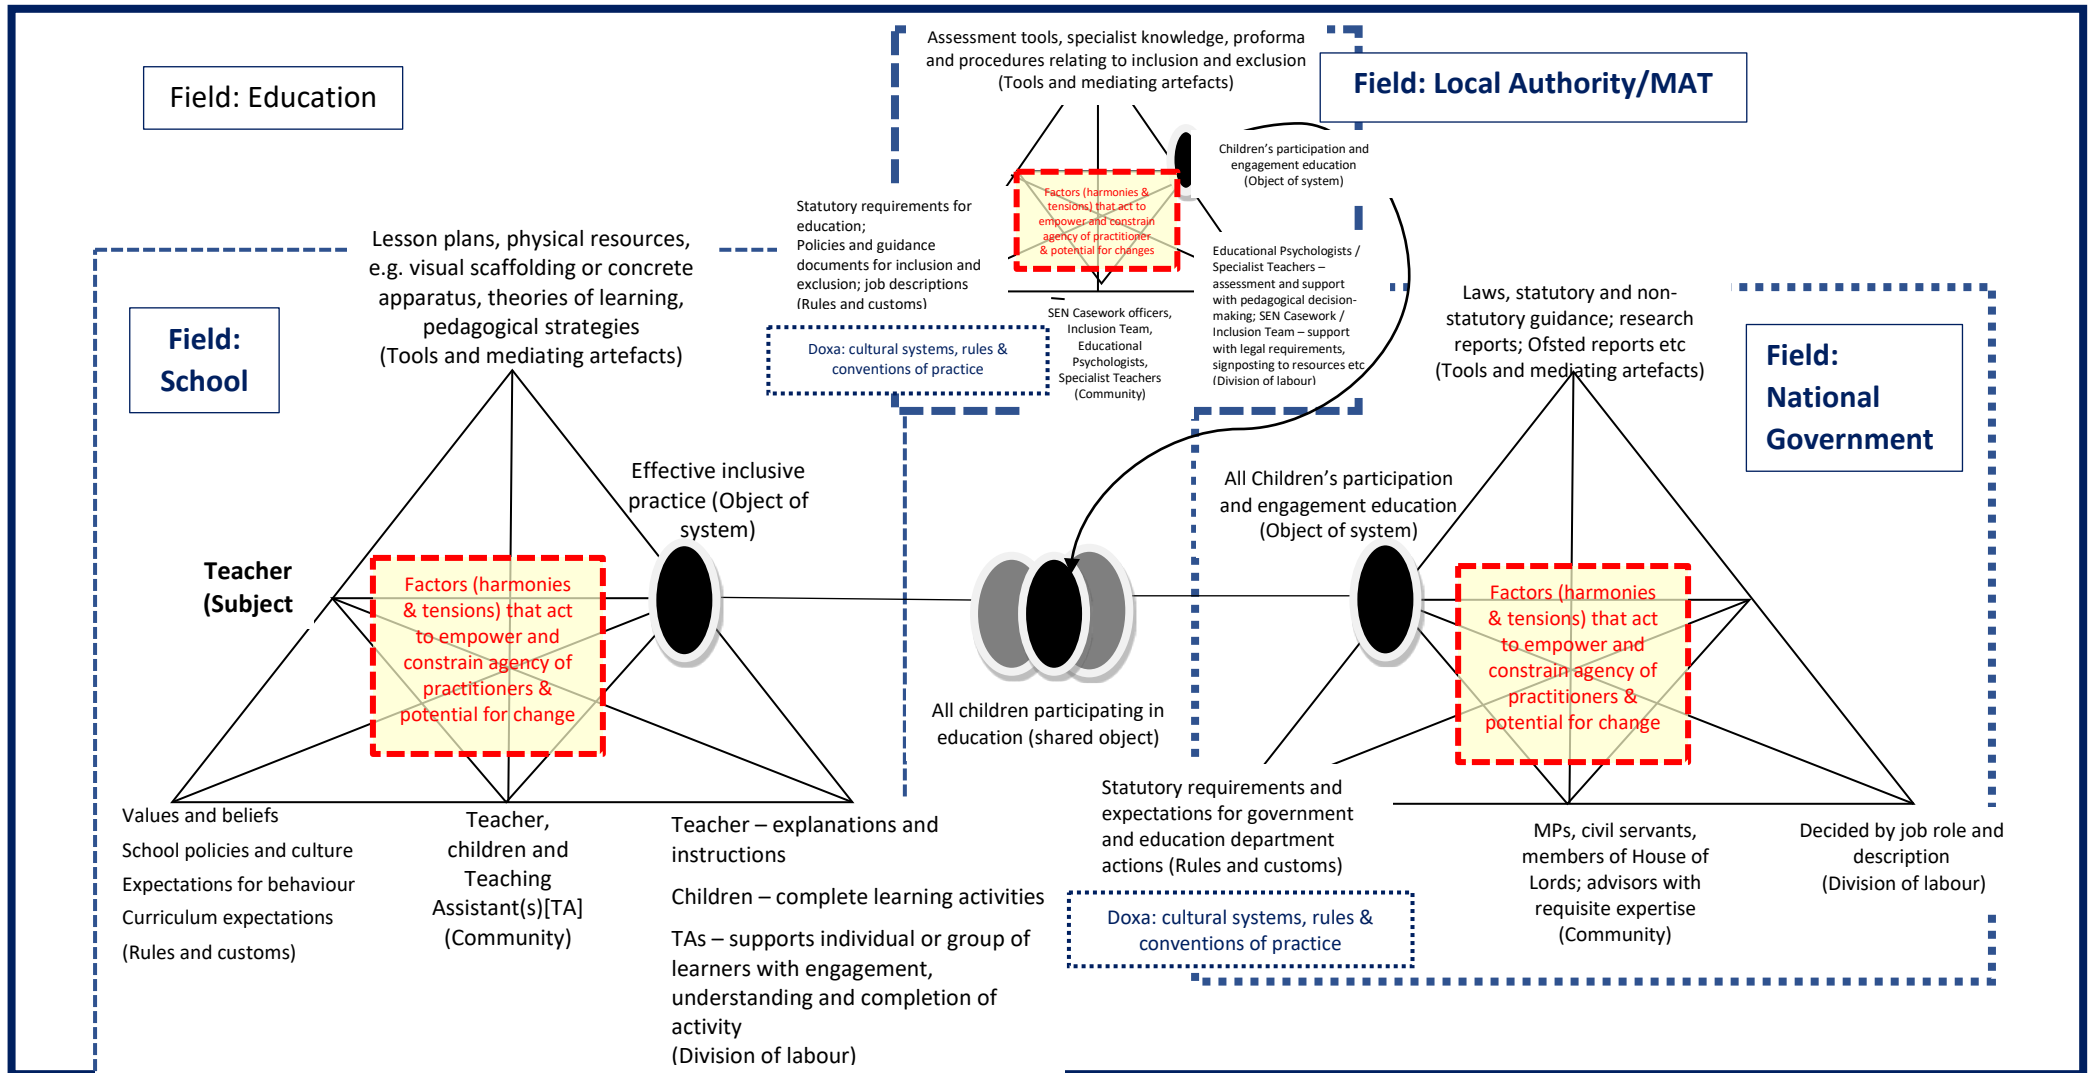 Field: Education
Assessment tools, specialist knowledge, proforma
and procedures relating to inclusion and exclusion
(Tools and mediating artefacts)
Field: Local Authority/MAT
Children’s participation and
engagement education
(Object of system)
Factors (harmonies &
tensions) that act to
empower and constrain
agency of practitioner
& potential for changes
Statutory requirements for
education;
Policies and guidance
documents for inclusion and
exclusion; job descriptions
(Rules and customs)
Doxa: cultural systems, rules &
conventions of practice
SEN Casework officers,
Inclusion Team,
Educational
Psychologists,
Specialist Teachers
(Community)
Educational Psychologists /
Specialist Teachers –
assessment and support
with pedagogical decision-
making; SEN Casework /
Inclusion Team – support
with legal requirements,
signposting to resources etc
(Division of labour)
Field:
School
Lesson plans, physical resources,
e.g. visual scaffolding or concrete
apparatus, theories of learning,
pedagogical strategies
(Tools and mediating artefacts)
Effective inclusive
practice (Object of
system)
Teacher
(Subject
Factors (harmonies
& tensions) that act
to empower and
constrain agency of
practitioners &
potential for change
Values and beliefs
School policies and culture
Expectations for behaviour
Curriculum expectations
(Rules and customs)
Teacher,
children and
Teaching
Assistant(s)[TA]
(Community)
Teacher – explanations and
instructions
Children – complete learning activities
TAs – supports individual or group of
learners with engagement,
understanding and completion of
activity
(Division of labour)
All children participating in
education (shared object)
Field:
National
Government
Laws, statutory and non-
statutory guidance; research
reports; Ofsted reports etc
(Tools and mediating artefacts)
All Children’s participation
and engagement education
(Object of system)
Factors (harmonies
& tensions) that act
to empower and
constrain agency of
practitioners &
potential for change
Statutory requirements and
expectations for government
and education department
actions (Rules and customs)
Doxa: cultural systems, rules &
conventions of practice
MPs, civil servants,
members of House of
Lords; advisors with
requisite expertise
(Community)
Decided by job role and
description
(Division of labour)